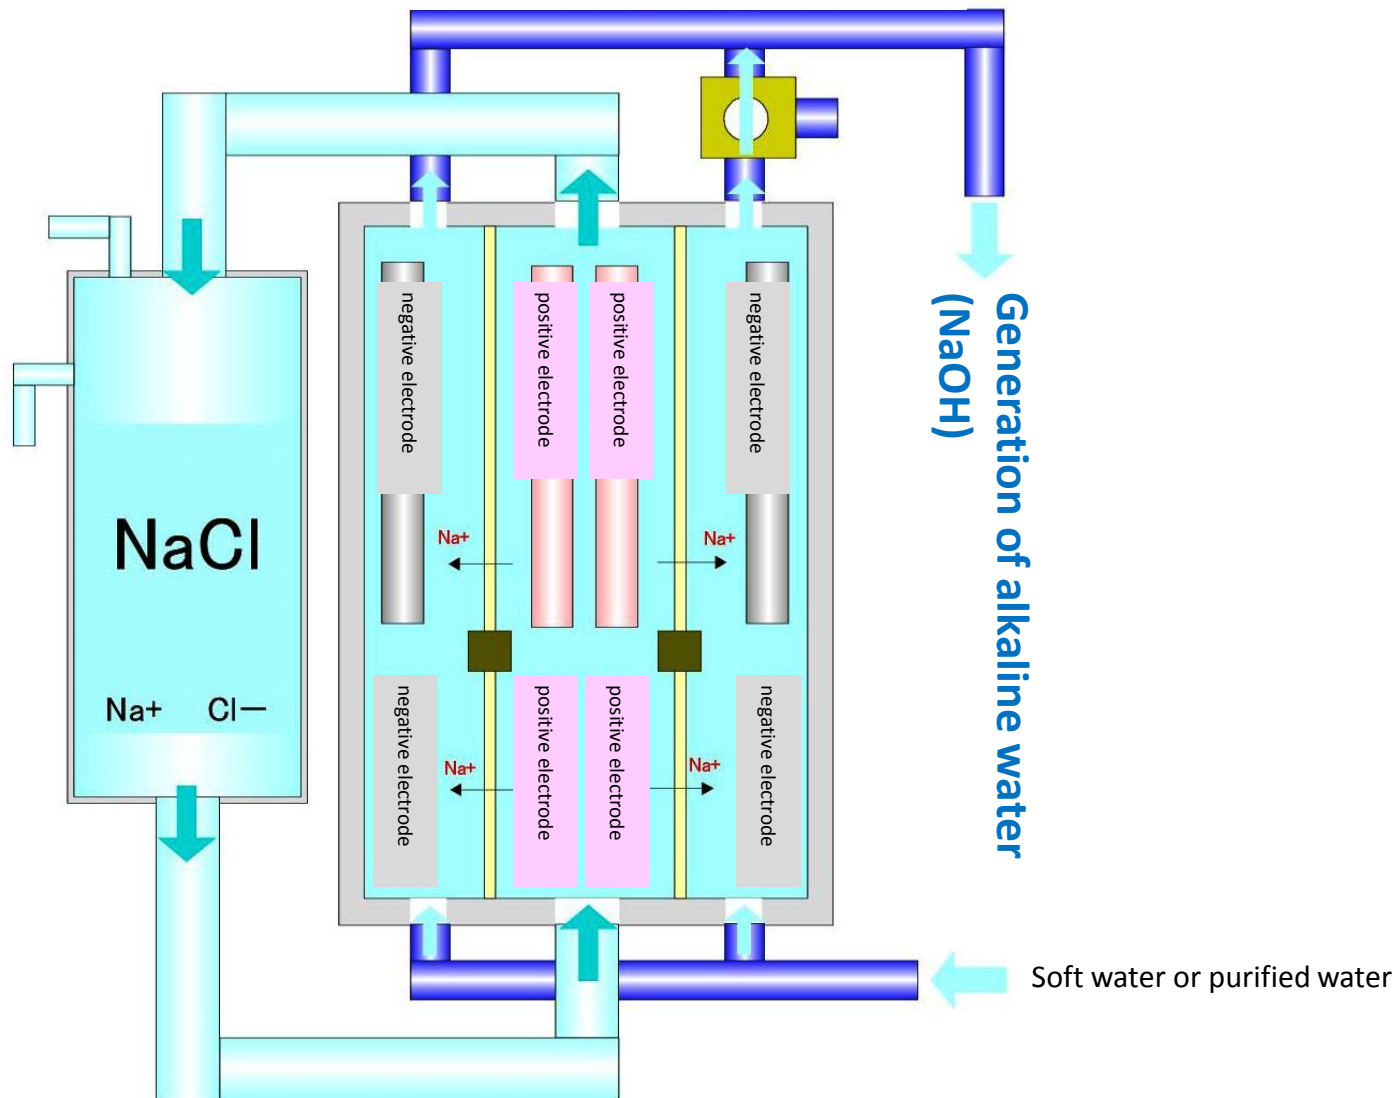 negative electrode
positive electrode
positive electrode
negative electrode
Generation of alkaline water
(NaOH)
NaCl
Na+
Na+
Na+ Cl—
negative electrode
positive electrode
positive electrode
negative electrode
Na+
Na+
Soft water or purified water